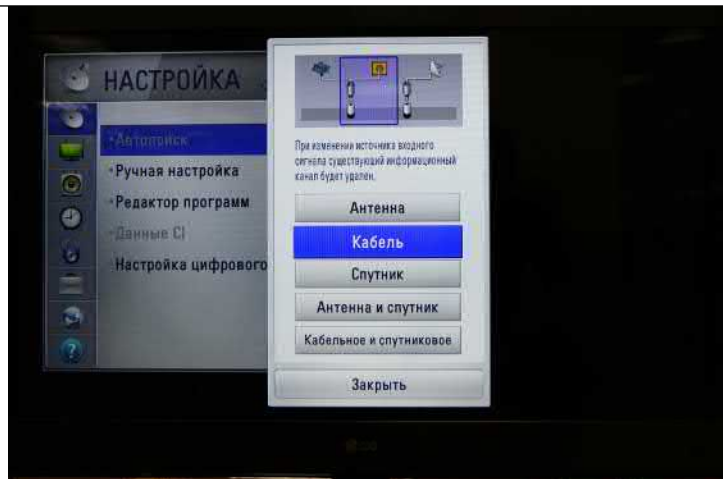 НАСТРОЙКА
Автопоиск
Ручная настройка
Редактор программ
Данные CI
Настройка цифрового
При изменении источника входного
сигнала существующий информационный
канал будет удален.
Антенна
Кабель
Спутник
Антенна и спутник
Кабельное и спутниковое
Закрыть
LG